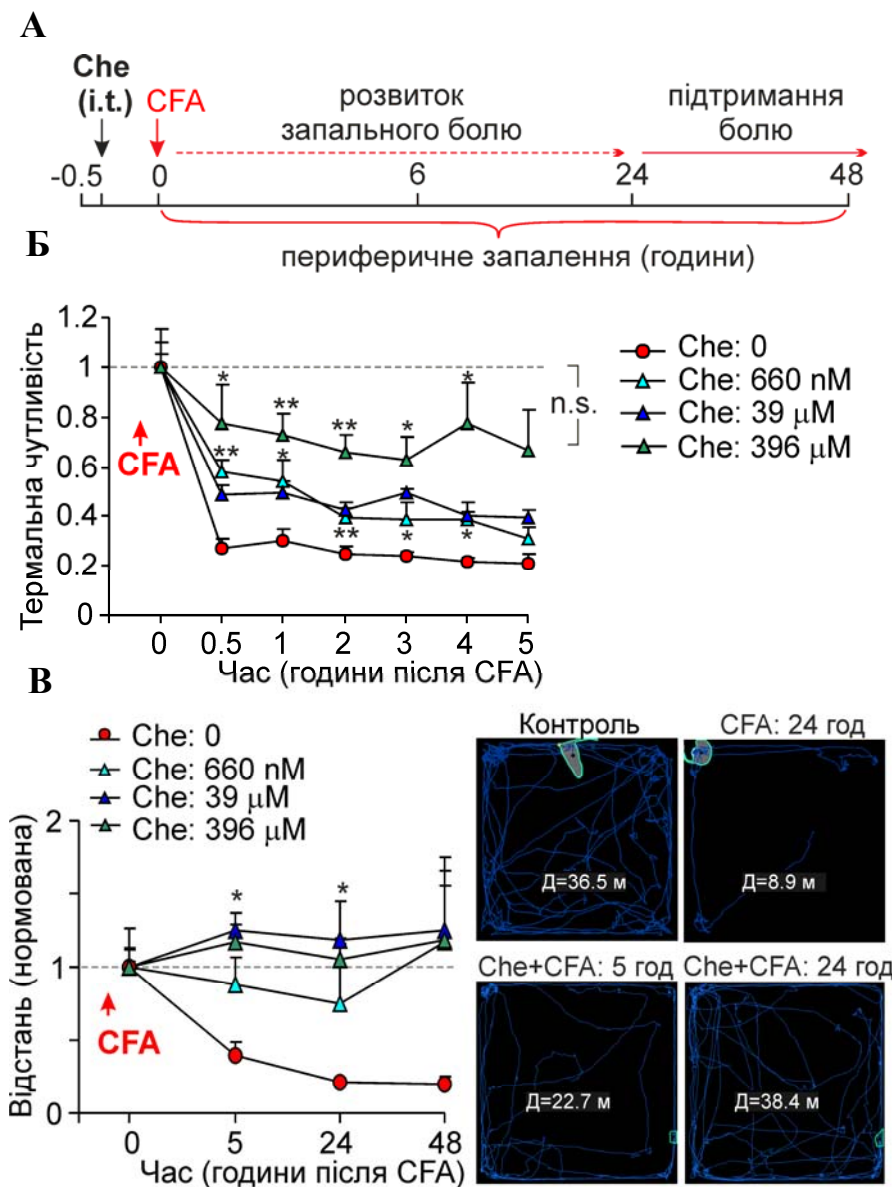 А
Che
(i.t.) CFA
розвиток
запального болю
підтримання
болю
-0.5 0 6 24 48
периферичне запалення (години)
Б
Термальна чутливість
1.2
1
0.8
0.6
0.4
0.2
0
* ** ** * *
** *
** * *
CFA
n.s.
Che: 0
Che: 660 nM
Che: 39 μM
Che: 396 μM
0 0.5 1 2 3 4 5
Час (години після CFA)
В
Che: 0
Che: 660 nM
Che: 39 μM
Che: 396 μM
Відстань (нормована)
2
1
0
* *
CFA
0 5 24 48
Час (години після CFA)
Контроль CFA: 24 год
Д=36.5 м Д=8.9 м
Che+CFA: 5 год Che+CFA: 24 год
Д=22.7 м Д=38.4 м